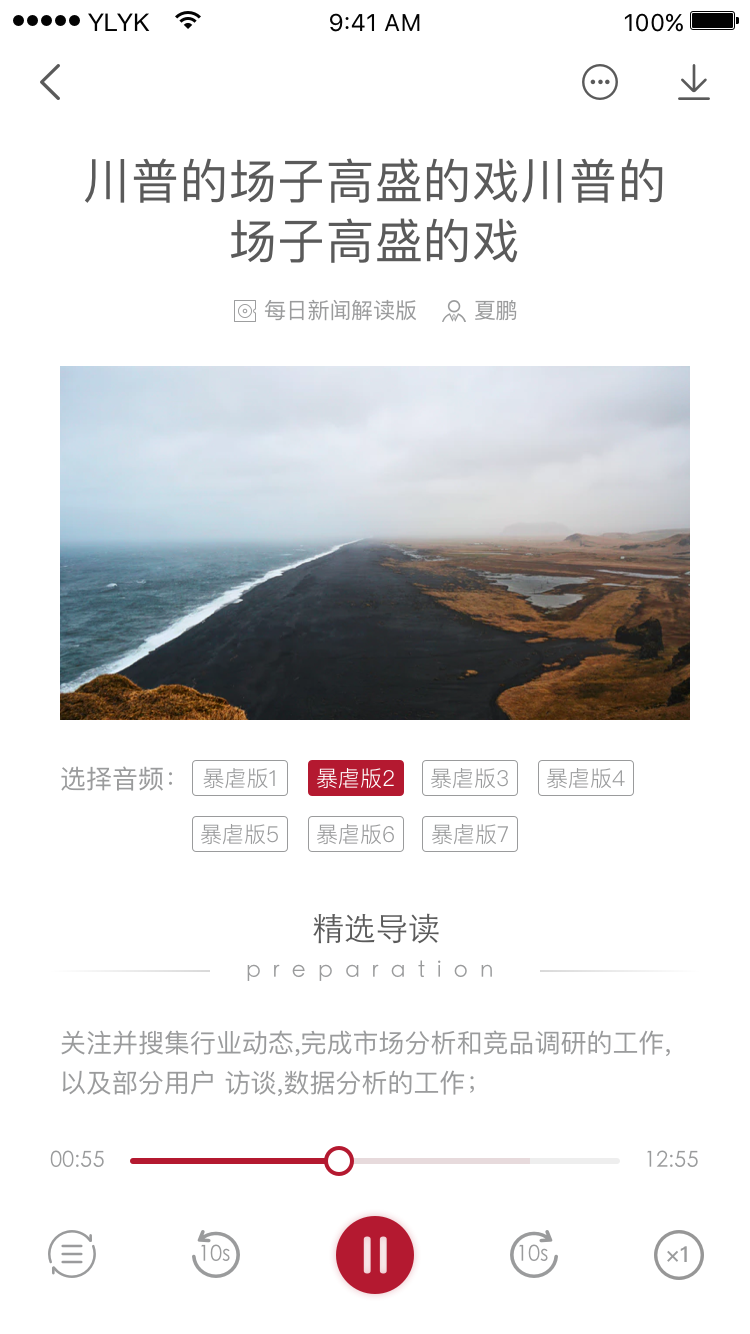 YLYK 9:41 AM 100%
川普的场子高盛的戏川普的
场子高盛的戏
每日新闻解读版 夏鹏
选择音频: 暴虐版1 暴虐版2 暴虐版3 暴虐版4
暴虐版5 暴虐版6 暴虐版7
精选导读
preparation
关注并搜集行业动态,完成市场分析和竞品调研的工作,
以及部分用户 访谈,数据分析的工作;
00:55 12:55
10s 10s ×1